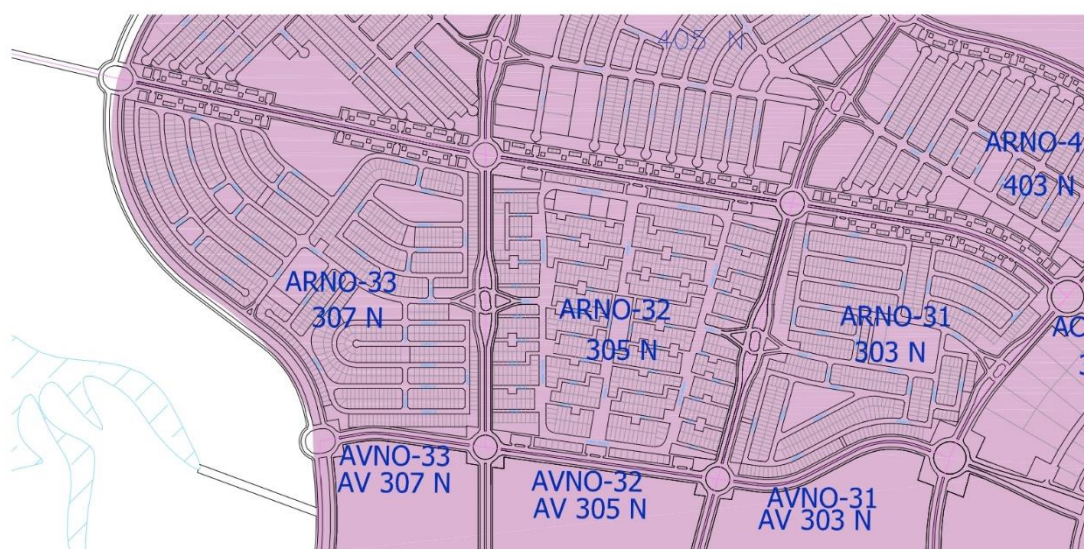 405 N
ARNO-4
403 N
ARNO-33
307 N
ARNO-32
305 N
ARNO-31
303 N
AVNO-33
AV 307 N
AVNO-32
AV 305 N
AVNO-31
AV 303 N